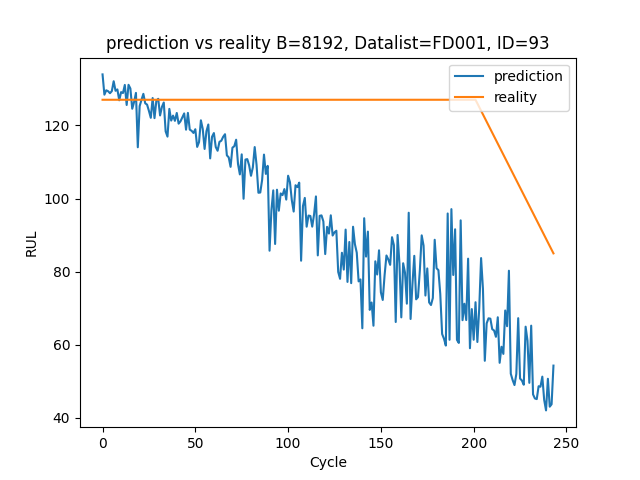 prediction vs reality B=8192, Datalist=FD001, ID=93
prediction
reality
120
100
80
60
40
RUL
0 50 100 150 200 250
Cycle